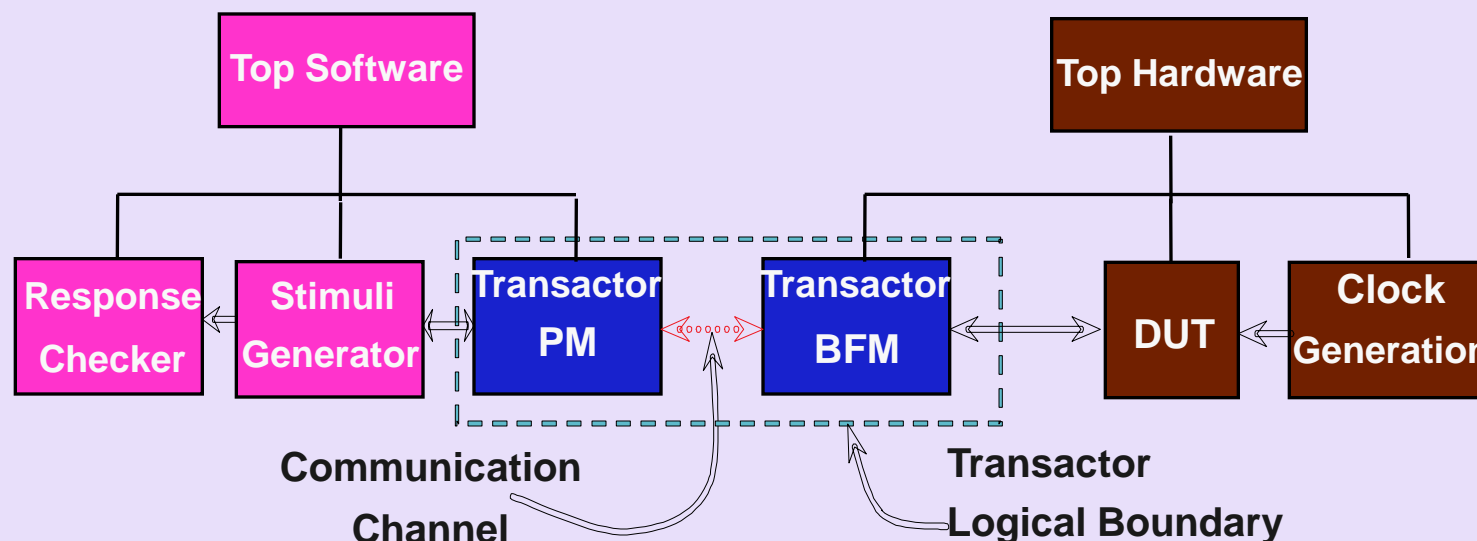 Top Software
Top Hardware
Response
Checker
Stimuli
Generator
Transactor
PM
Transactor
BFM
DUT
Clock
Generation
Communication
Channel
Transactor
Logical Boundary